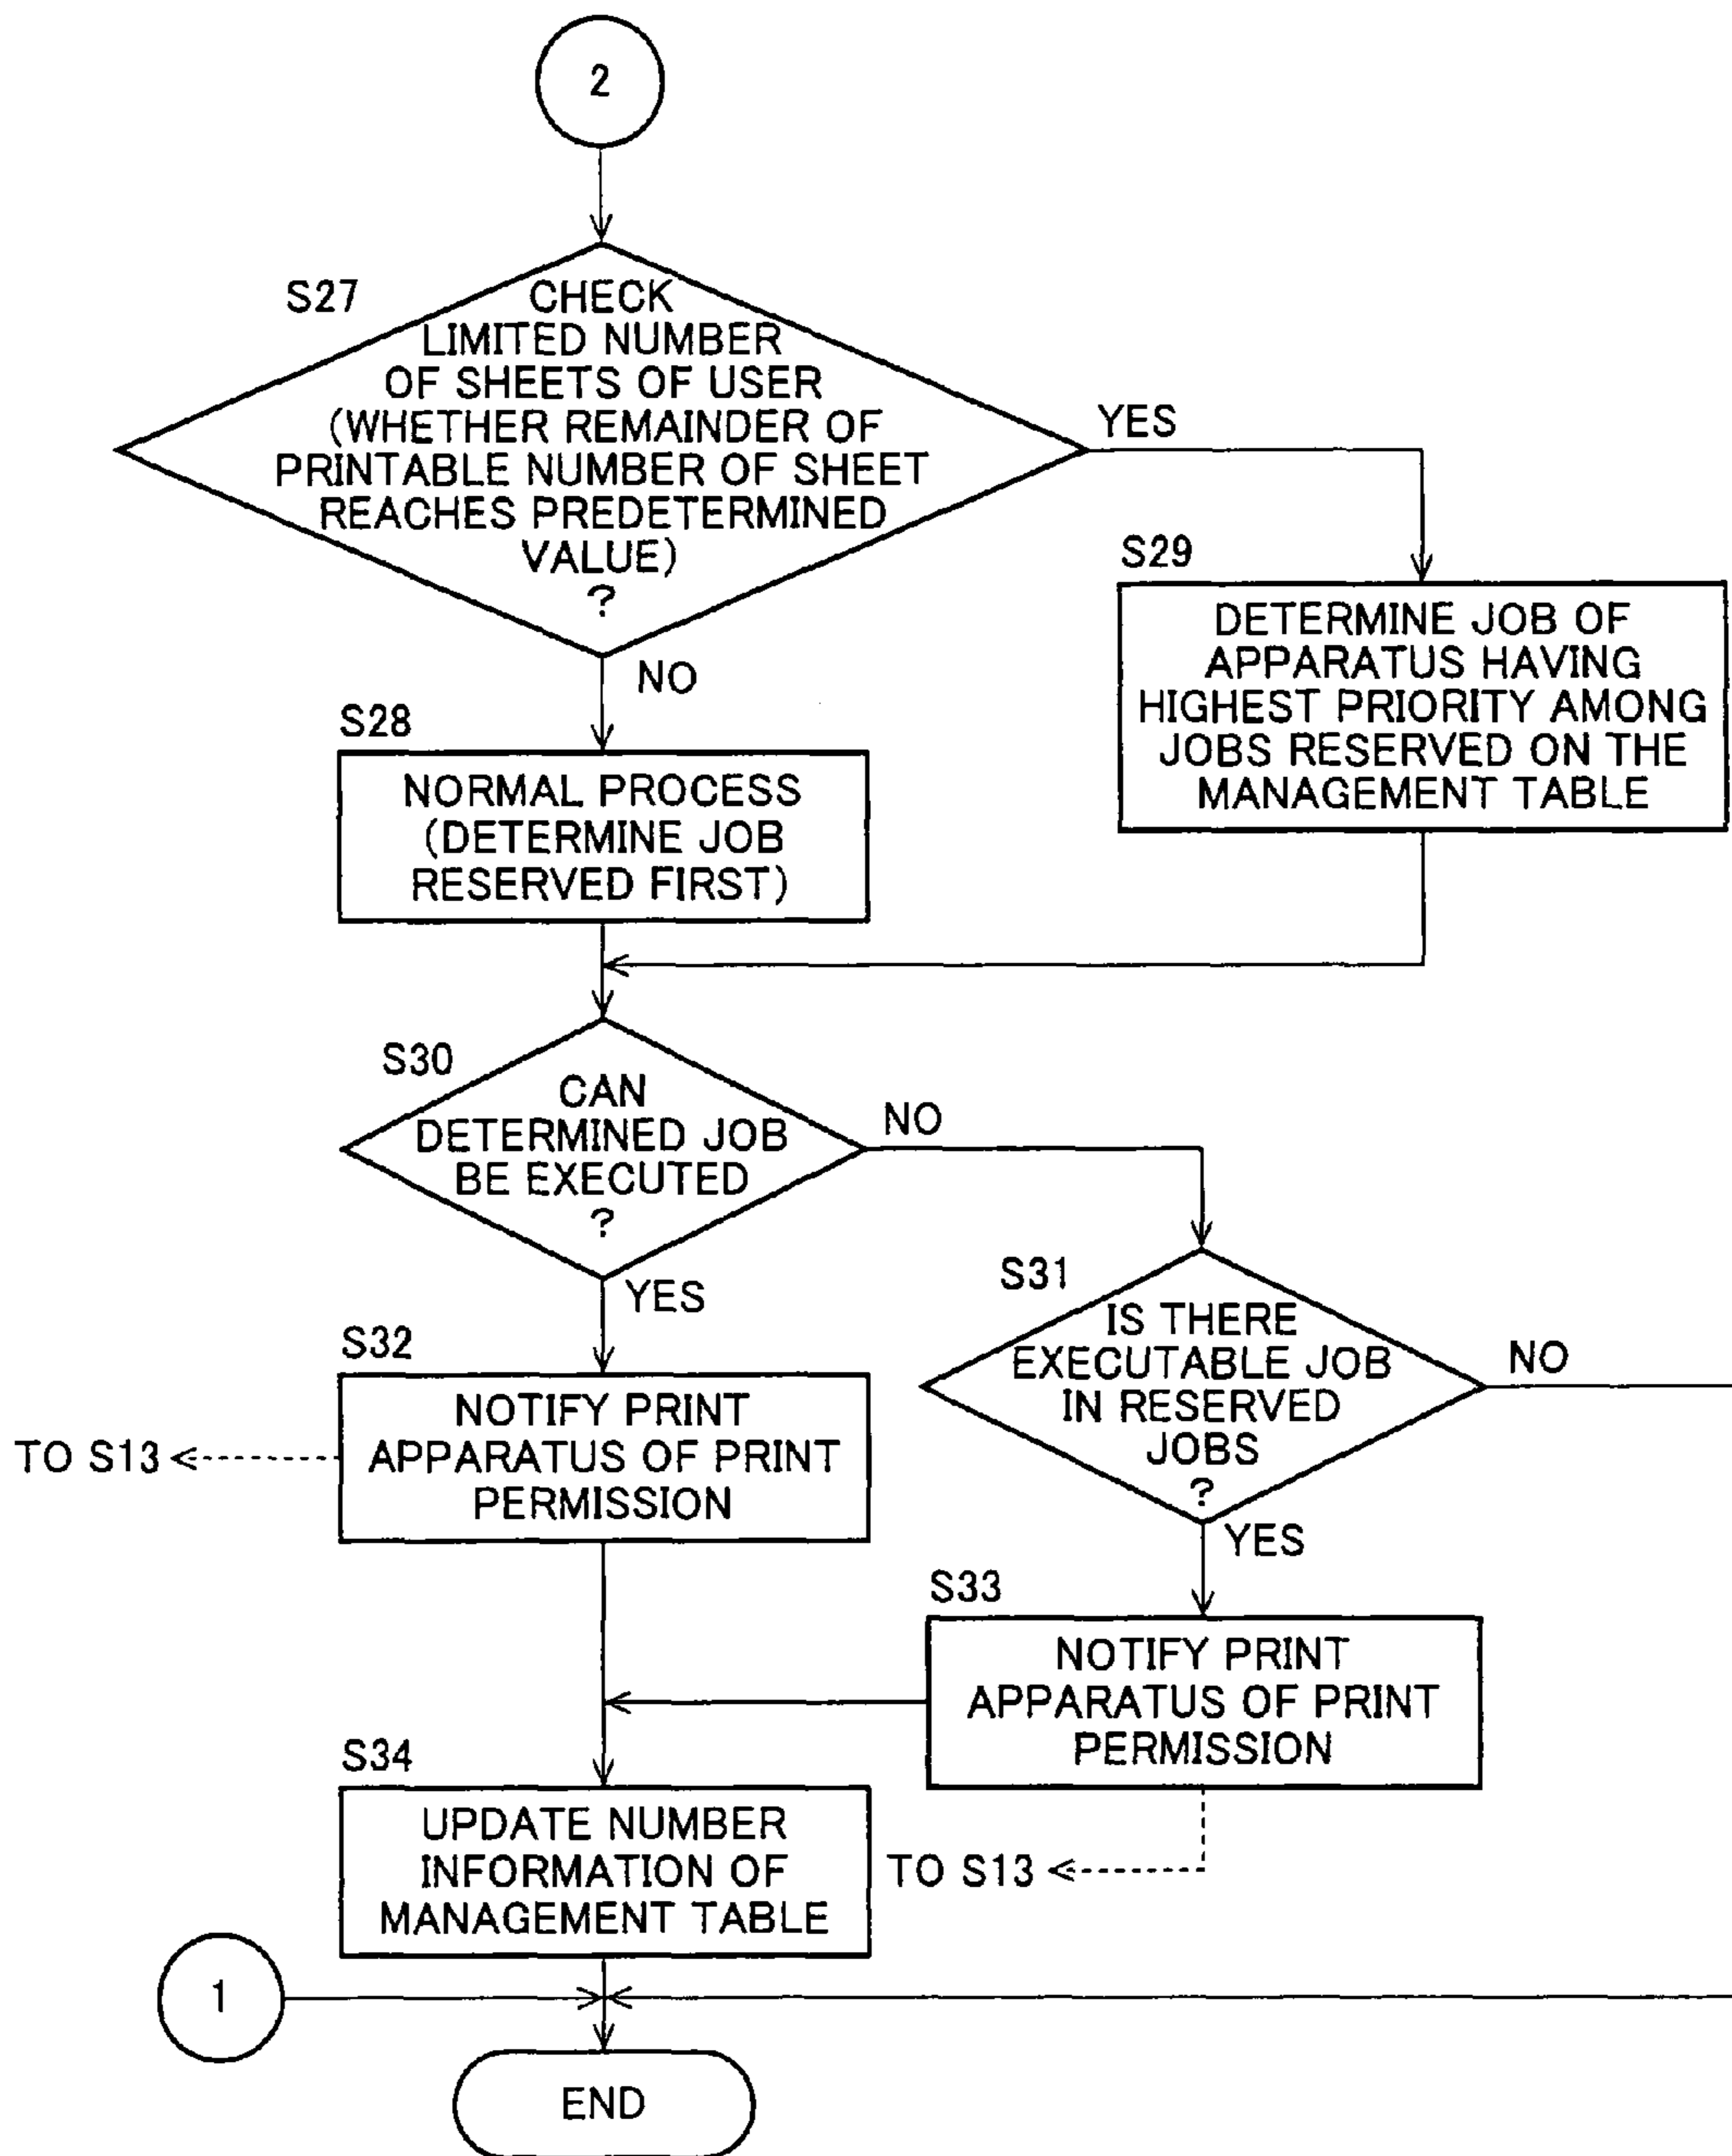 2
S27
CHECK
LIMITED NUMBER
OF SHEETS OF USER
(WHETHER REMAINDER OF
PRINTABLE NUMBER OF SHEET
REACHES PREDETERMINED
VALUE)
?
YES
NO
S29
DETERMINE JOB OF
APPARATUS HAVING
HIGHEST PRIORITY AMONG
JOBS RESERVED ON THE
MANAGEMENT TABLE
S28
NORMAL PROCESS
(DETERMINE JOB
RESERVED FIRST)
S30
CAN
DETERMINED JOB
BE EXECUTED
?
NO
YES
S31
IS THERE
EXECUTABLE JOB
IN RESERVED
JOBS
?
NO
YES
S32
NOTIFY PRINT
APPARATUS OF PRINT
PERMISSION
TO S13
S33
NOTIFY PRINT
APPARATUS OF PRINT
PERMISSION
TO S13
S34
UPDATE NUMBER
INFORMATION OF
MANAGEMENT TABLE
1
END